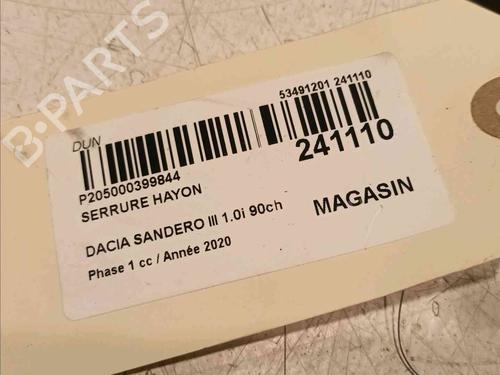 B-PARTS
DUN
53491201 241110
P205000399844
241110
SERRURE HAYON
DACIA SANDERO III 1.0i 90ch
MAGASIN
Phase 1 cc / Année 2020